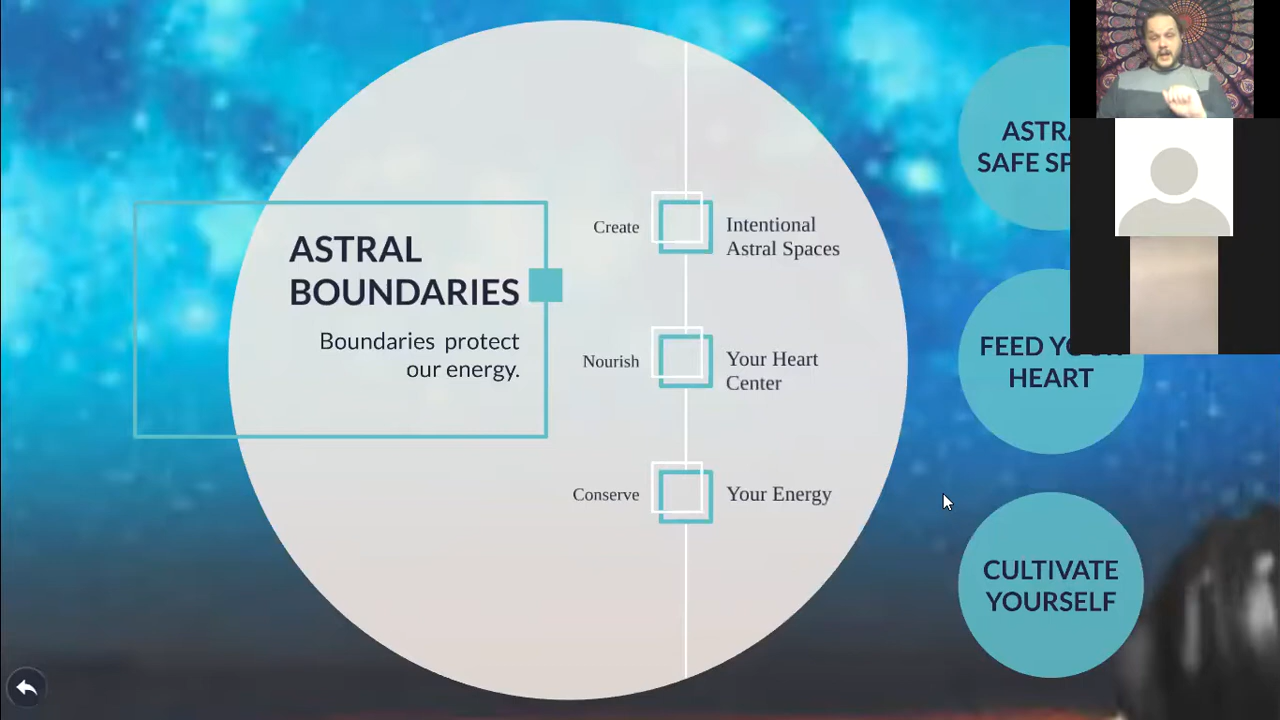 ASTRAL
BOUNDARIES
Boundaries protect
our energy.
Create
Intentional
Astral Spaces
Nourish
Your Heart
Center
Conserve
Your Energy
SAFE
FEED
HEART
CULTIVATE
YOURSELF